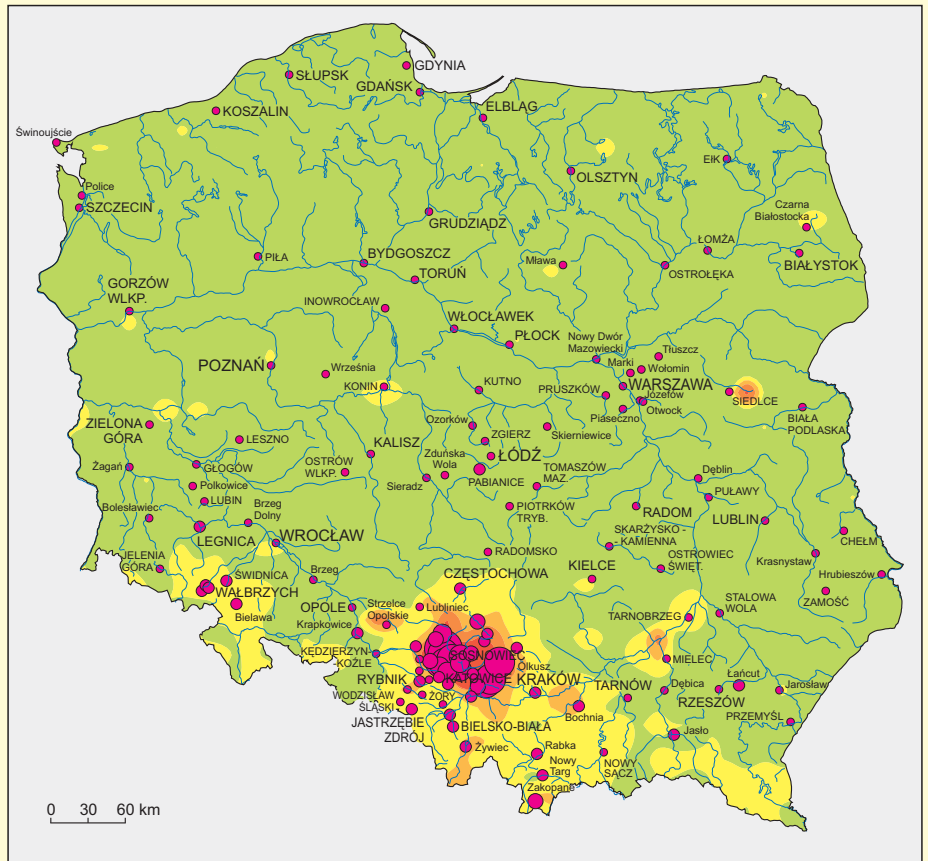 GDYNIA
SŁUPSK
GDAŃSK
KOSZALIN
ELBLĄG
Świnoujście
EŁK
OLSZTYN
Police
SZCZECIN
Czarna
Białostocka
GRUDZIĄDZ
ŁOMŻA
PIŁA
BYDGOSZCZ
BIAŁYSTOK
Mława
OSTROŁĘKA
TORUŃ
GORZÓW
WLKP.
INOWROCŁAW
WŁOCŁAWEK
PŁOCK
Nowy Dwór
Mazowiecki
Tłuszcz
POZNAŃ
Września
Marki
Wołomin
KONIN
KUTNO
PRUSZKÓW
WARSZAWA
Józefów
Otwock
SIEDLCE
Piaseczno
BIAŁA
PODLASKA
ZIELONA
GÓRA
Ozorków
Skierniewice
LESZNO
ZGIERZ
KALISZ
ŁÓDŹ
Żagań
GŁOGÓW
OSTRÓW
WLKP.
Zduńska
Wola
Sieradz
PABIANICE
TOMASZÓW
MAZ.
Dęblin
Polkowice
LUBIN
PUŁAWY
Bolesławiec
Brzeg
Dolny
PIOTRKÓW
TRYB.
RADOM
LUBLIN
LEGNICA
WROCŁAW
SKARŻYSKO -
- KAMIENNA
CHEŁM
JELENIA
GÓRA
RADOMSKO
OSTROWIEC
ŚWIĘT.
Krasnystaw
ŚWIDNICA
Brzeg
CZĘSTOCHOWA
KIELCE
Hrubieszów
WAŁBRZYCH
ZAMOŚĆ
Bielawa
OPOLE
Strzelce
Opolskie
Lubliniec
STALOWA
WOLA
Krapkowice
TARNOBRZEG
KĘDZIERZYN-
KOŹLE
SOSNOWIEC
Olkusz
MIELEC
RYBNIK
KATOWICE
KRAKÓW
TARNÓW
Dębica
Łańcut
Jarosław
WODZISŁAW
ŚLĄSKI
ŻORY
RZESZÓW
JASTRZĘBIE
ZDRÓJ
BIELSKO-BIAŁA
Bochnia
PRZEMYŚL
Jasło
Żywiec
Rabka
Nowy
Targ
NOWY
SĄCZ
Zakopane
0 30 60 km